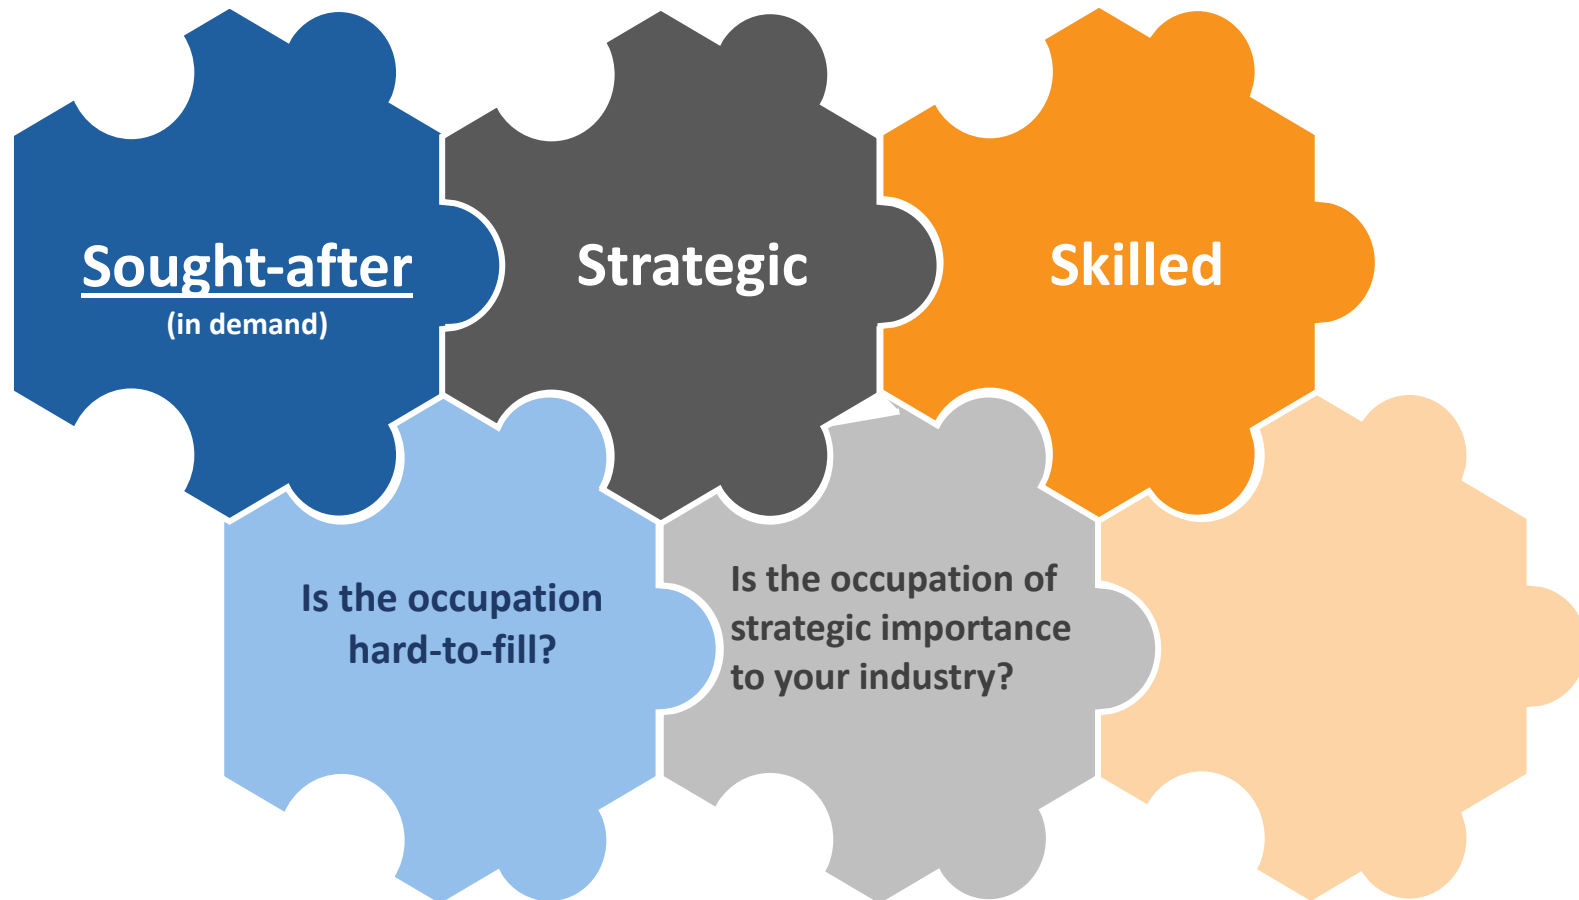 Sought-after
(in demand)
Strategic
Skilled
Is the occupation
hard-to-fill?
Is the occupation of
strategic importance
to your industry?